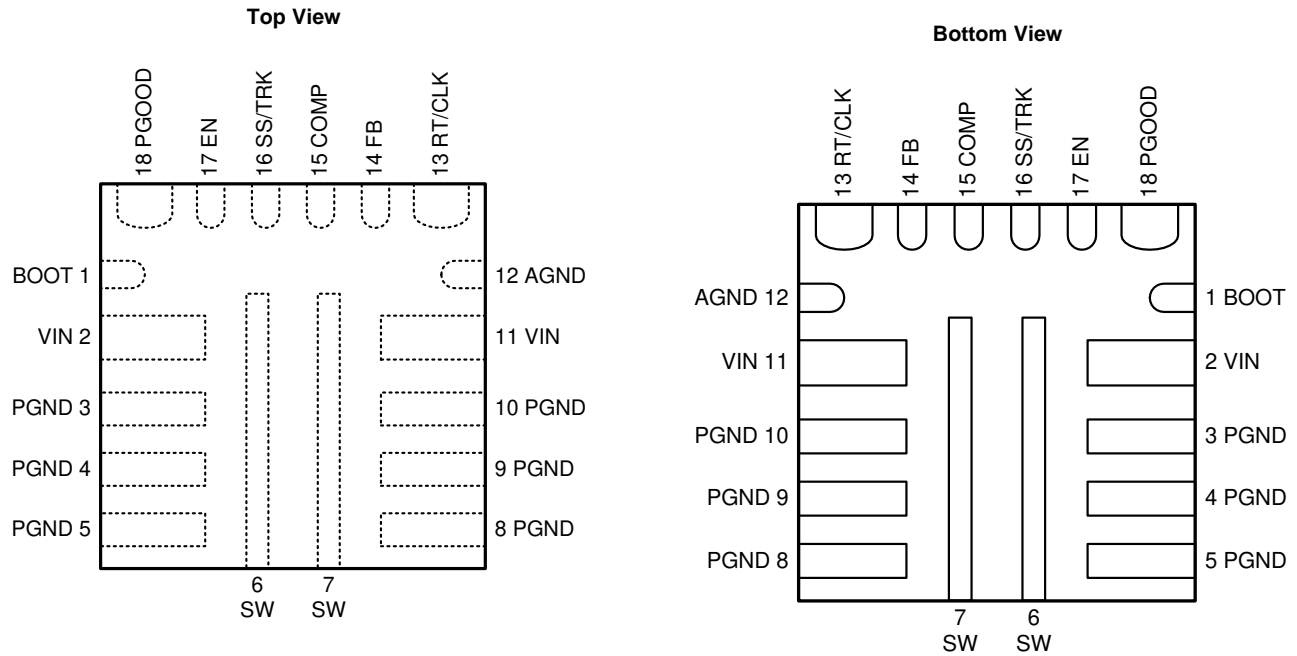 Top View
18 PGOOD
17 EN
16 SS/TRK
15 COMP
14 FB
13 RT/CLK
BOOT 1
12 AGND
VIN 2
11 VIN
PGND 3
10 PGND
PGND 4
9 PGND
PGND 5
8 PGND
6
SW
7
SW
Bottom View
13 RT/CLK
14 FB
15 COMP
16 SS/TRK
17 EN
18 PGOOD
AGND 12
1 BOOT
VIN 11
2 VIN
PGND 10
3 PGND
PGND 9
4 PGND
PGND 8
5 PGND
7
SW
6
SW